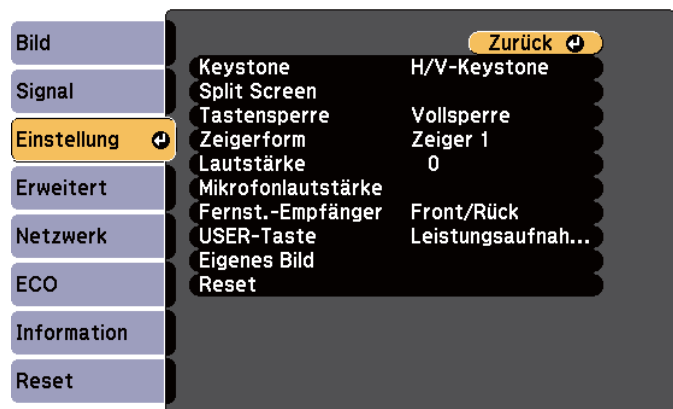 Bild
Signal
Einstellung
Erweitert
Netzwerk
ECO
Information
Reset
Zurück
Keystone H/V-Keystone
Split Screen
Tastensperre Vollsperre
Zeigerform Zeiger 1
Lautstärke 0
Mikrofonlautstärke
Fernst.-Empfänger Front/Rück
USER-Taste Leistungsaufnah...
Eigenes Bild
Reset